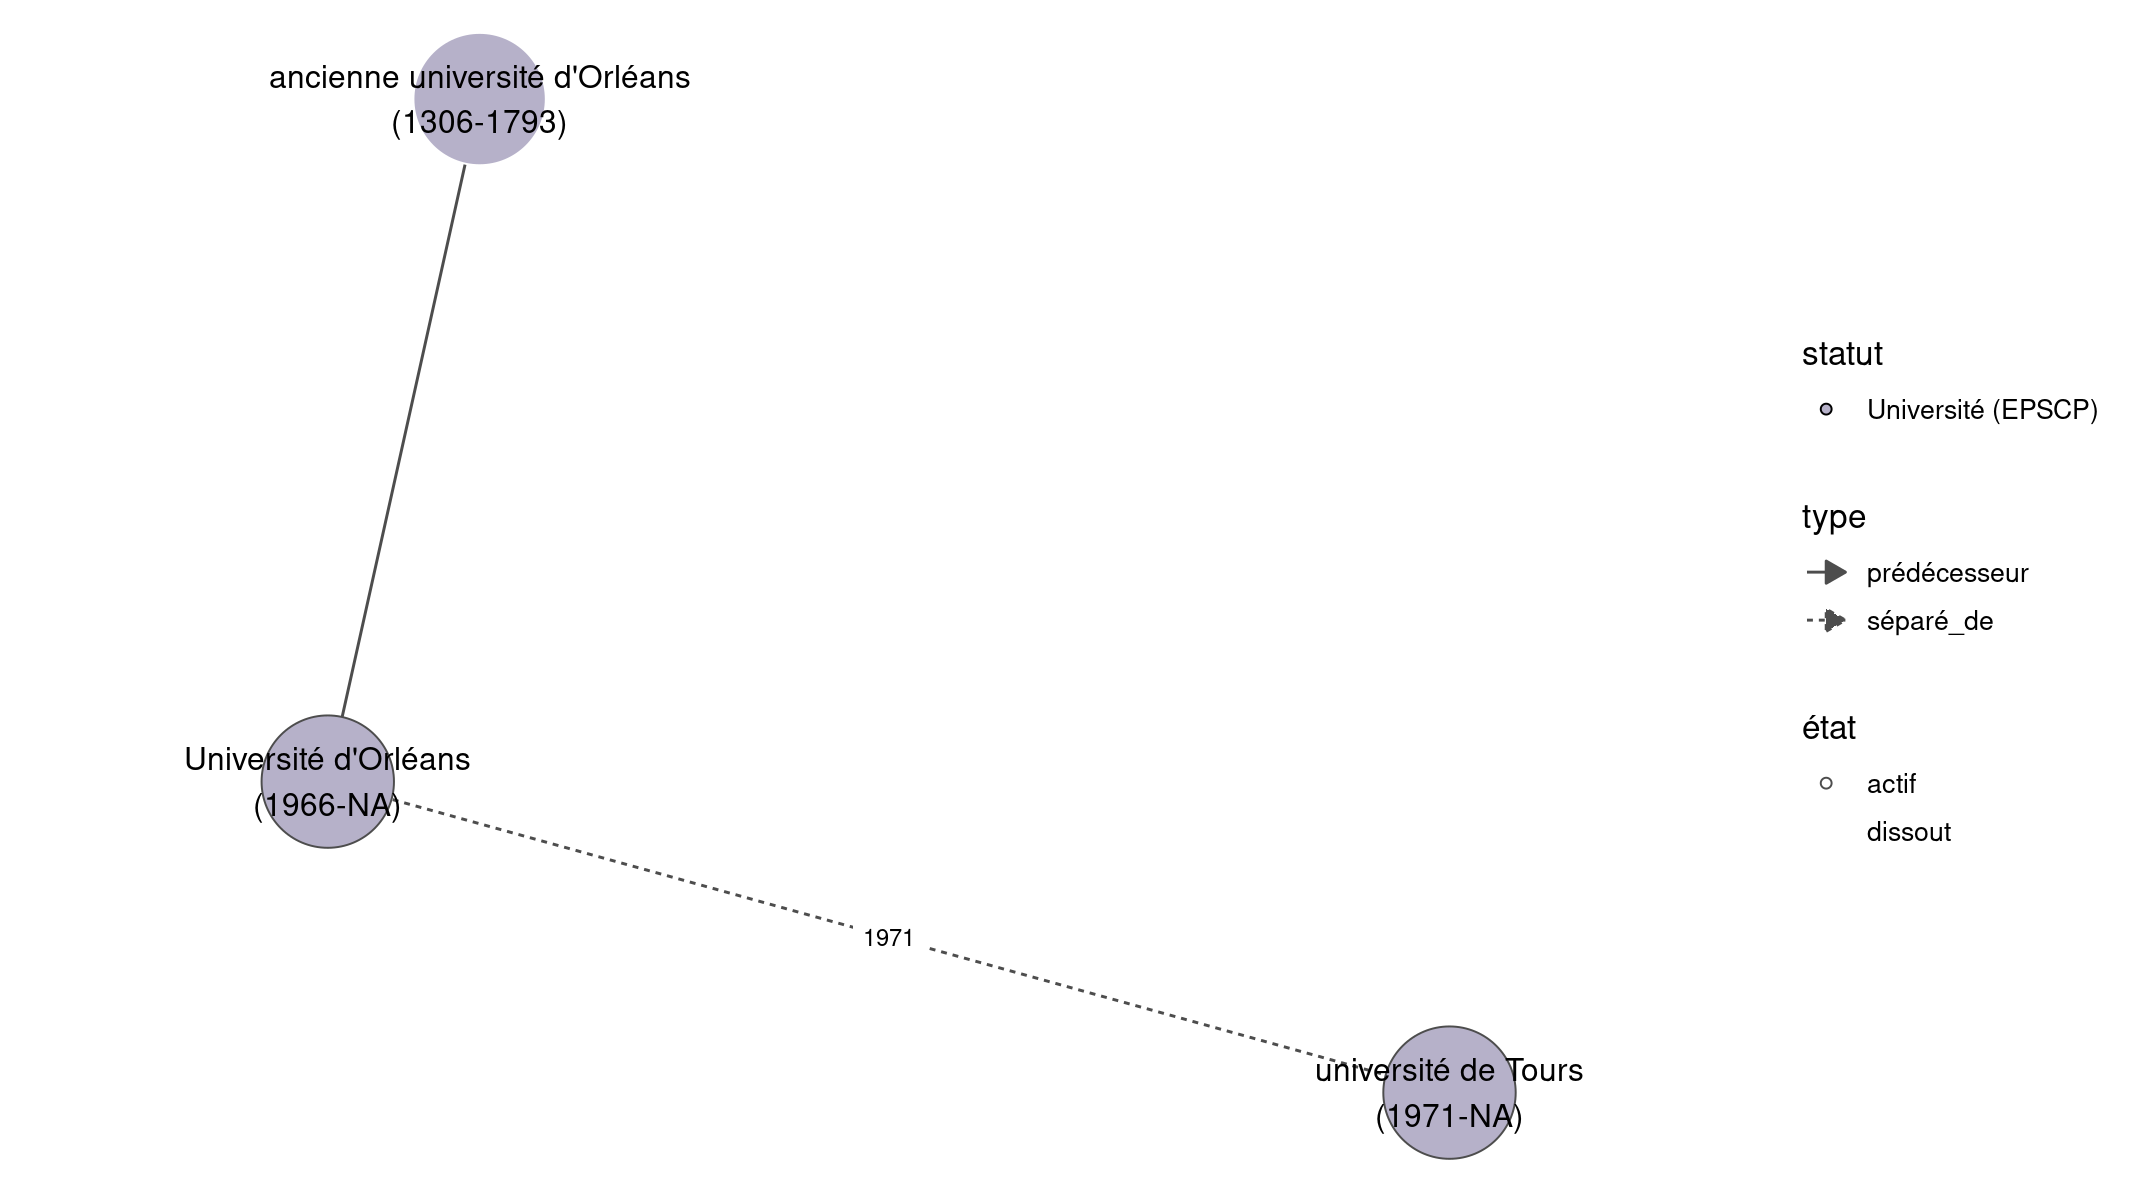 ancienne université d'Orléans
(1306-1793)
Université d'Orléans
(1966-NA)
1971
université de Tours
(1971-NA)
statut
Université (EPSCP)
type
prédécesseur
séparé_de
état
actif
dissout